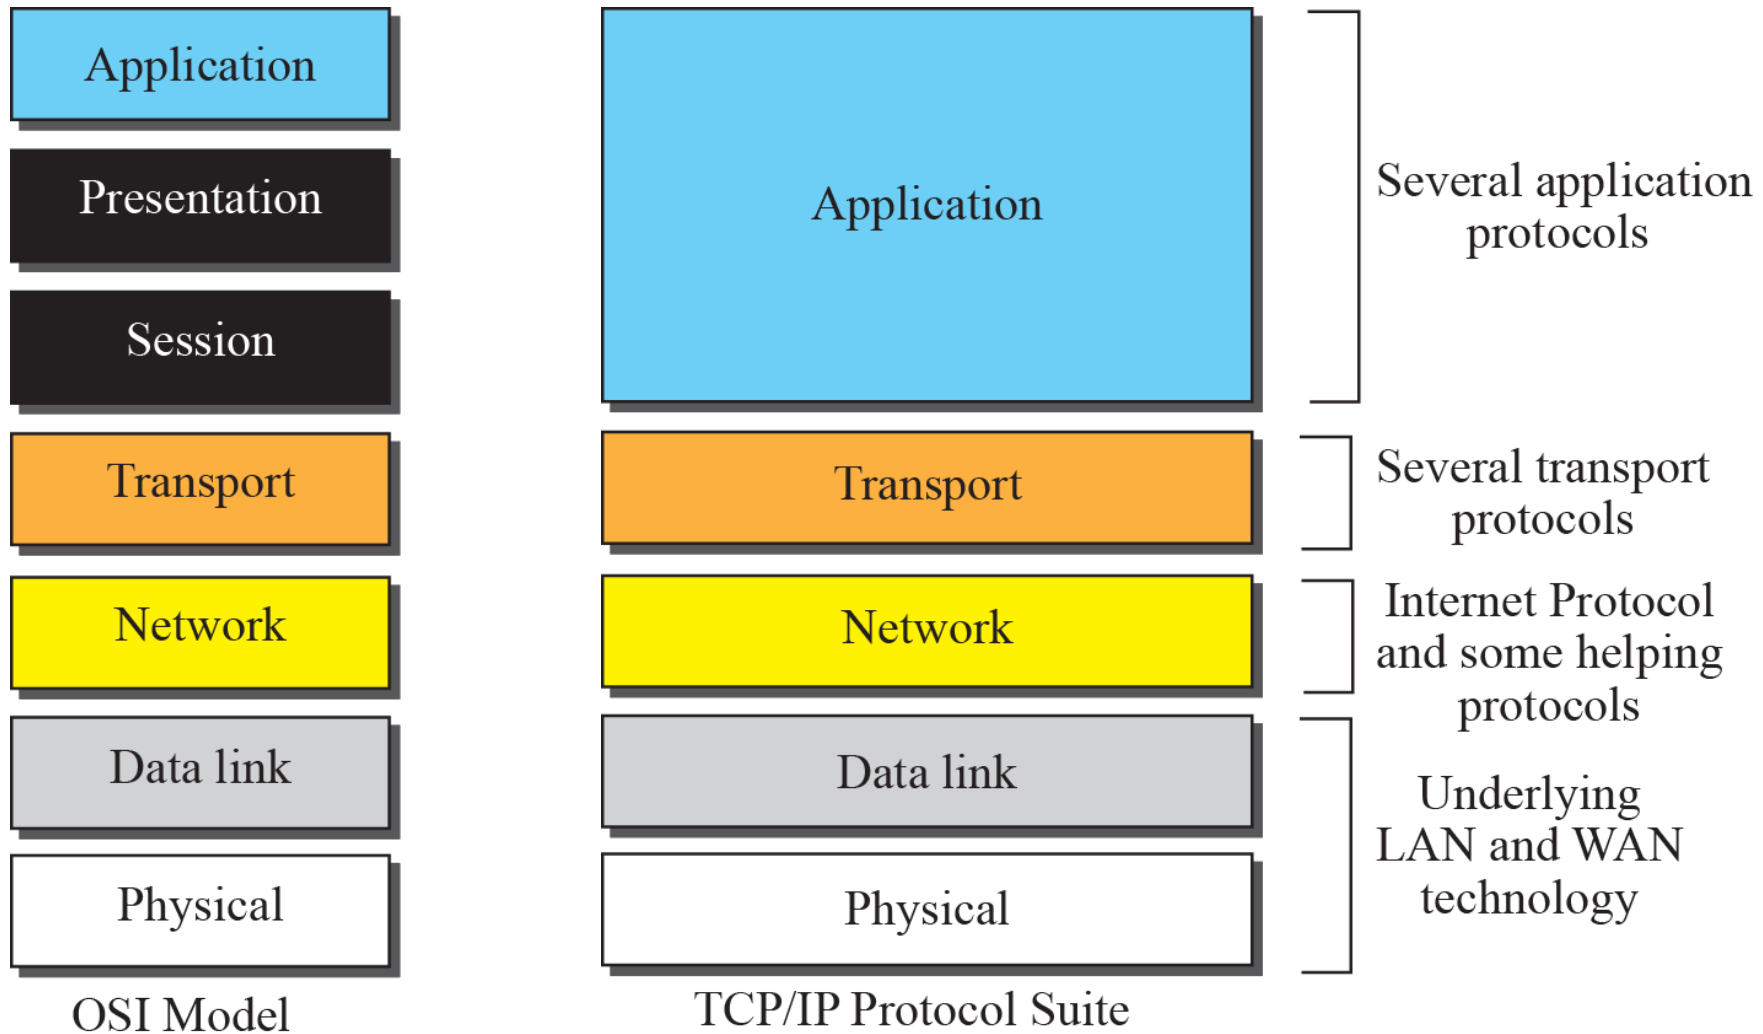 Application
Presentation
Session
Transport
Network
Data link
Physical
OSI Model
Application
Transport
Network
Data link
Physical
TCP/IP Protocol Suite
Several application
protocols
Several transport
protocols
Internet Protocol
and some helping
protocols
Underlying
LAN and WAN
technology